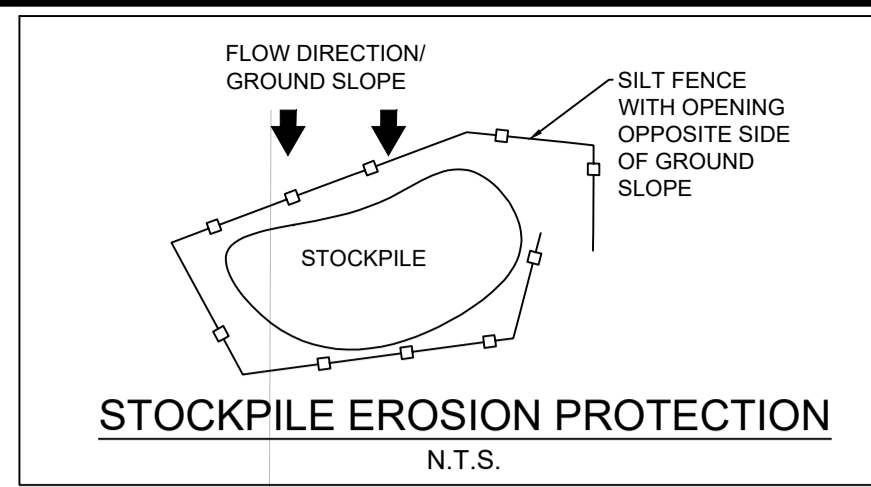 FLOW DIRECTION/
GROUND SLOPE
SILT FENCE
WITH OPENING
OPPOSITE SIDE
OF GROUND
SLOPE
STOCKPILE
STOCKPILE EROSION PROTECTION
N.T.S.